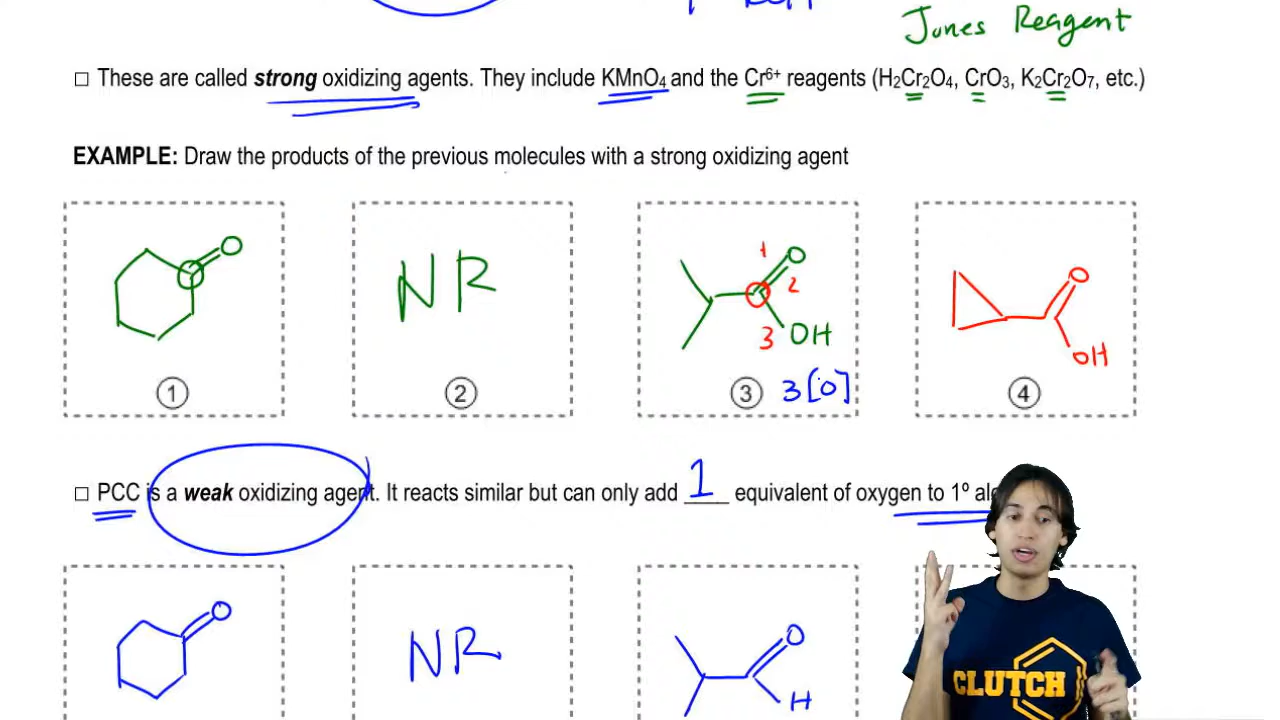 Jones Reagent
□ These are called strong oxidizing agents. They include KMnO₄ and the Cr⁶⁺ reagents (H₂Cr₂O₄, CrO₃, K₂Cr₂O₇, etc.)
EXAMPLE: Draw the products of the previous molecules with a strong oxidizing agent
O
NR
1 O
2
3 OH
O
OH
① ② ③ 3[O] ④
□ PCC is a weak oxidizing agent. It reacts similar but can only add 1 equivalent of oxygen to 1º
O
NR
O
H
CLUTCH